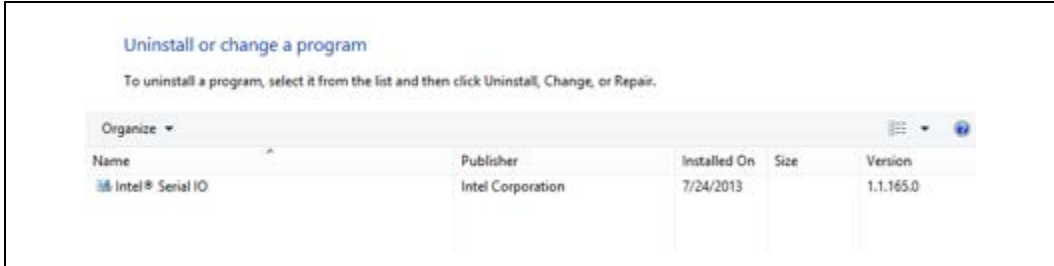 Uninstall or change a program
To uninstall a program, select it from the list and then click Uninstall, Change, or Repair.
Organize
Name Publisher Installed On Size Version
Intel® Serial IO Intel Corporation 7/24/2013 1.1.165.0